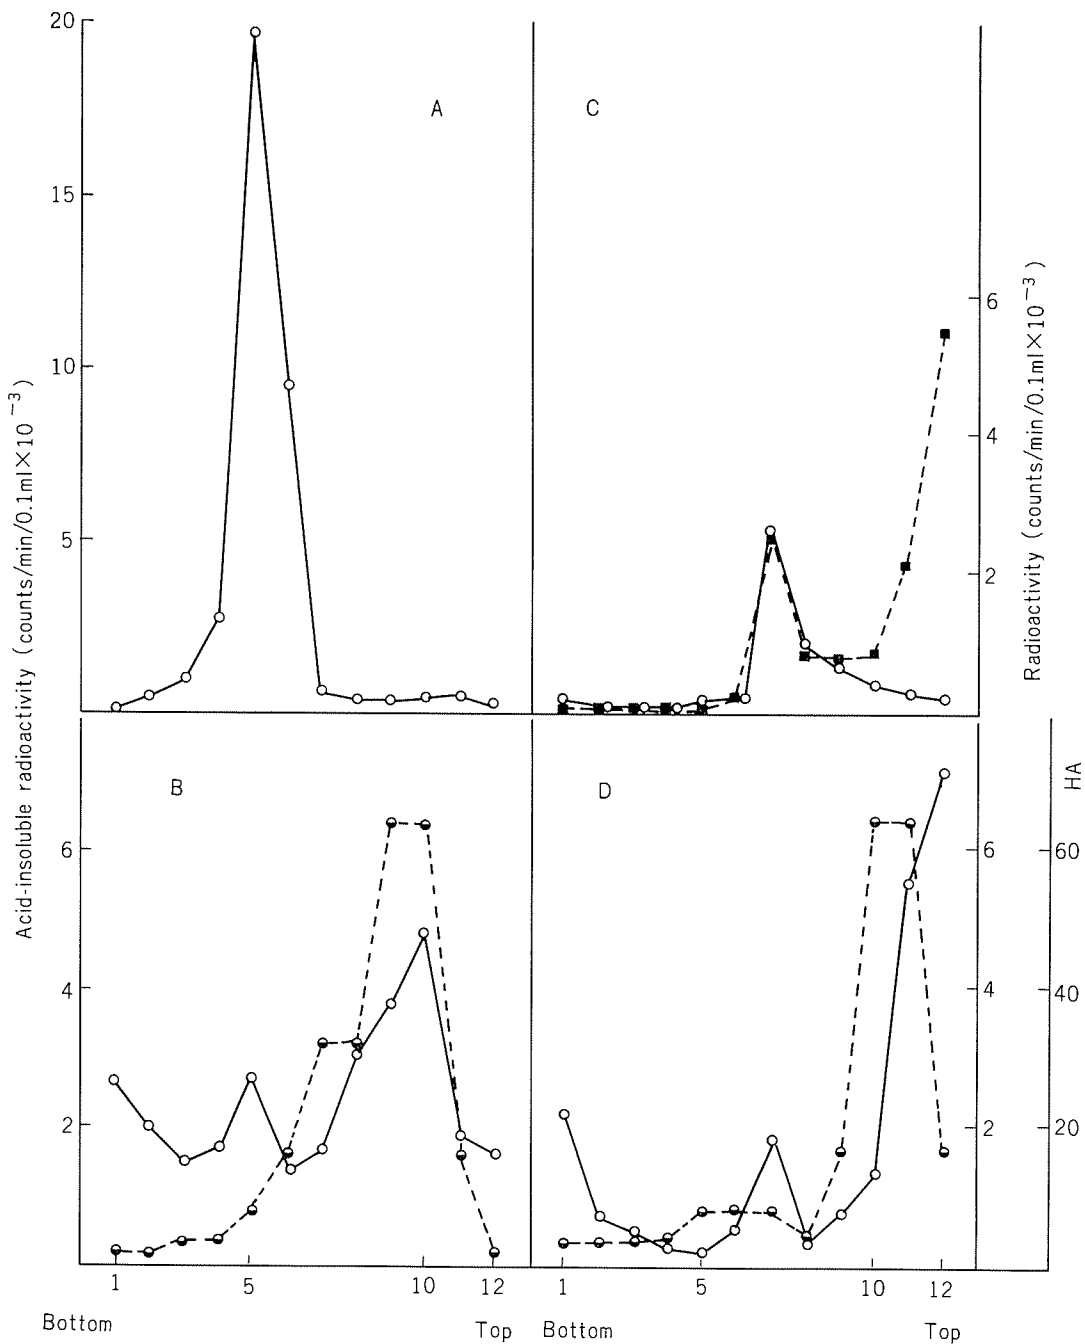 Acid-insoluble radioactivity (counts/min/0.1ml×10⁻³)
20
15
10
5
A
C
6
4
2
Radioactivity (counts/min/0.1ml×10⁻³)
B
6
4
2
D
6
4
2
HA
60
40
20
1 5 10 12
1 5 10 12
Bottom Top
Bottom Top